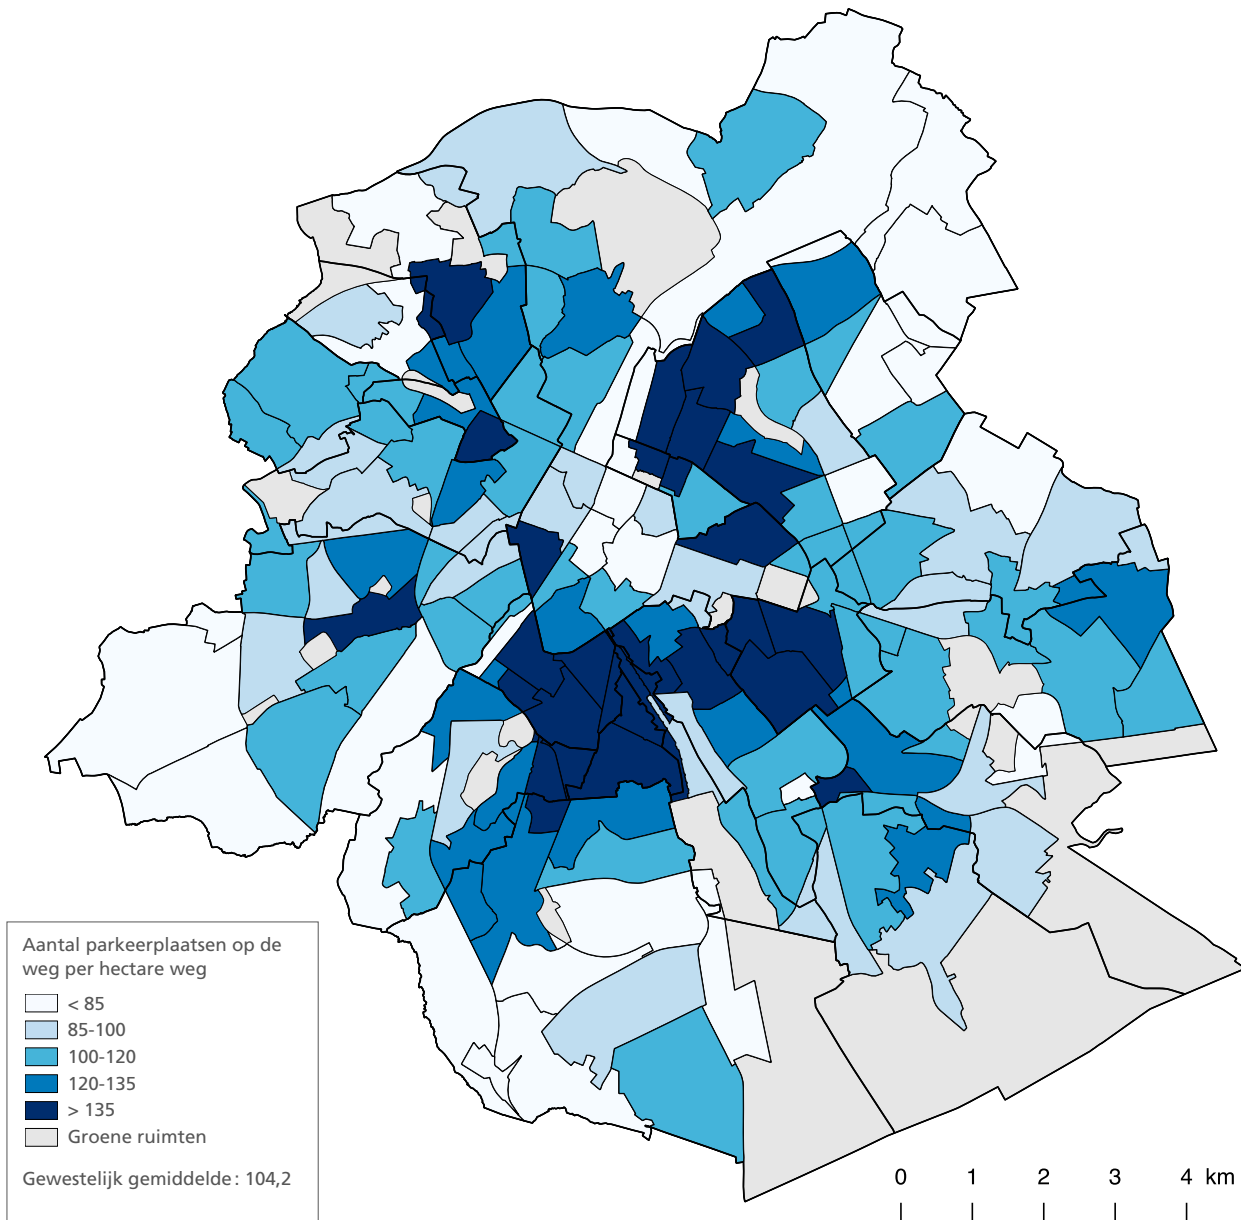 Aantal parkeerplaatsen op de
weg per hectare weg
< 85
85-100
100-120
120-135
> 135
Groene ruimten
Gewestelijk gemiddelde : 104,2
0 1 2 3 4 km